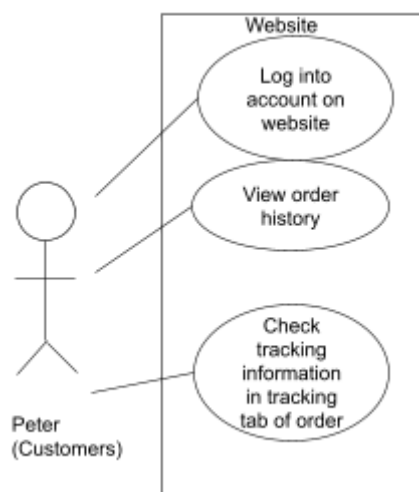 Website
Log into
account on
website
View order
history
Check
tracking
information
in tracking
tab of order
Peter
(Customers)